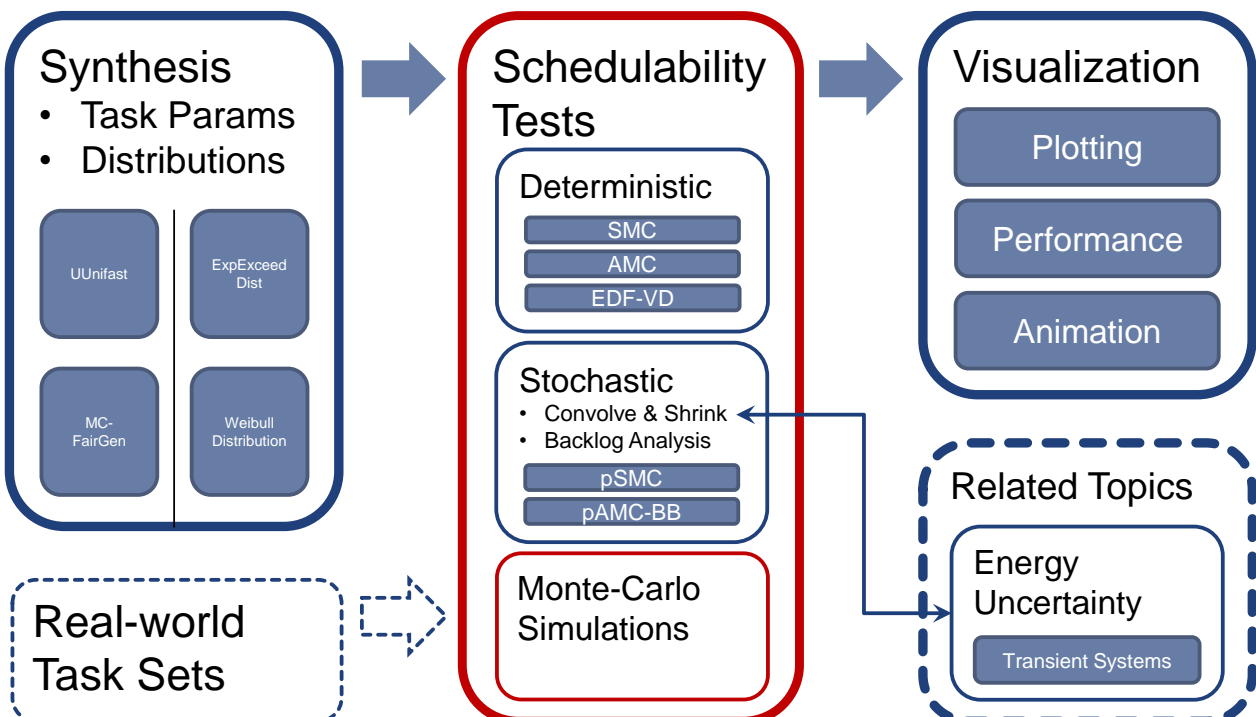 Synthesis
• Task Params
• Distributions
UUnifast
ExpExceed
Dist
MC-
FairGen
Weibull
Distribution
Real-world
Task Sets
Schedulability
Tests
Deterministic
SMC
AMC
EDF-VD
Stochastic
• Convolve & Shrink
• Backlog Analysis
pSMC
pAMC-BB
Monte-Carlo
Simulations
Visualization
Plotting
Performance
Animation
Related Topics
Energy
Uncertainty
Transient Systems